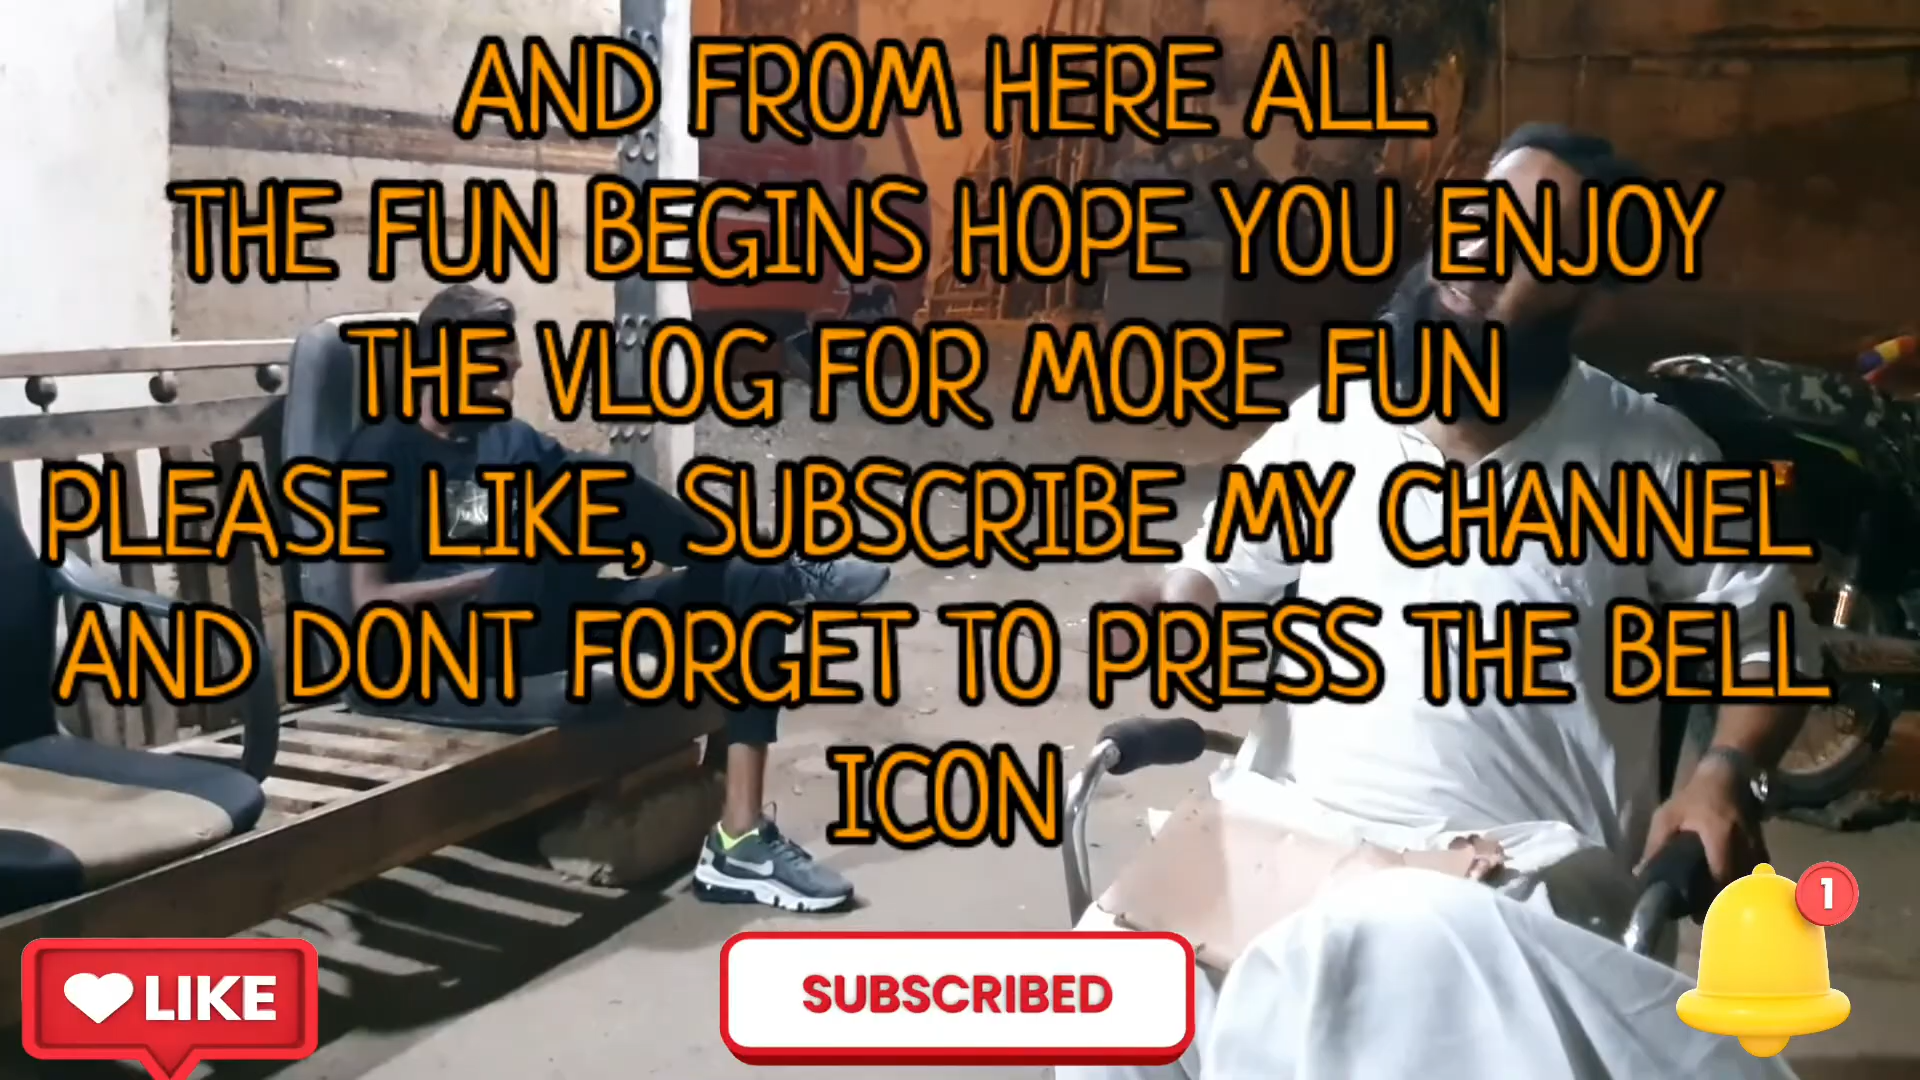 AND FROM HERE ALL
THE FUN BEGINS HOPE YOU ENJOY
THE VLOG FOR MORE FUN
PLEASE LIKE, SUBSCRIBE MY CHANNEL
AND DONT FORGET TO PRESS THE BELL
ICON
LIKE
SUBSCRIBED
1